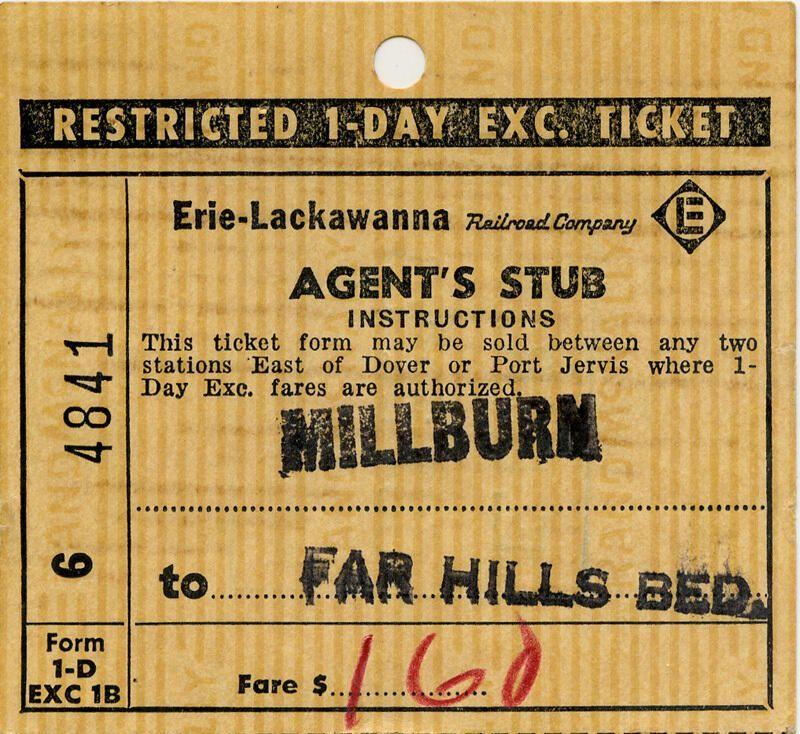 RESTRICTED 1-DAY EXC. TICKET
Erie-Lackawanna Railroad Company E
AGENT'S STUB
INSTRUCTIONS
This ticket form may be sold between any two
stations East of Dover or Port Jervis where 1-
Day Exc. fares are authorized.
MILLBURN
to FAR HILLS BED.
Fare $ 160
6 4841
Form
1-D
EXC 1B